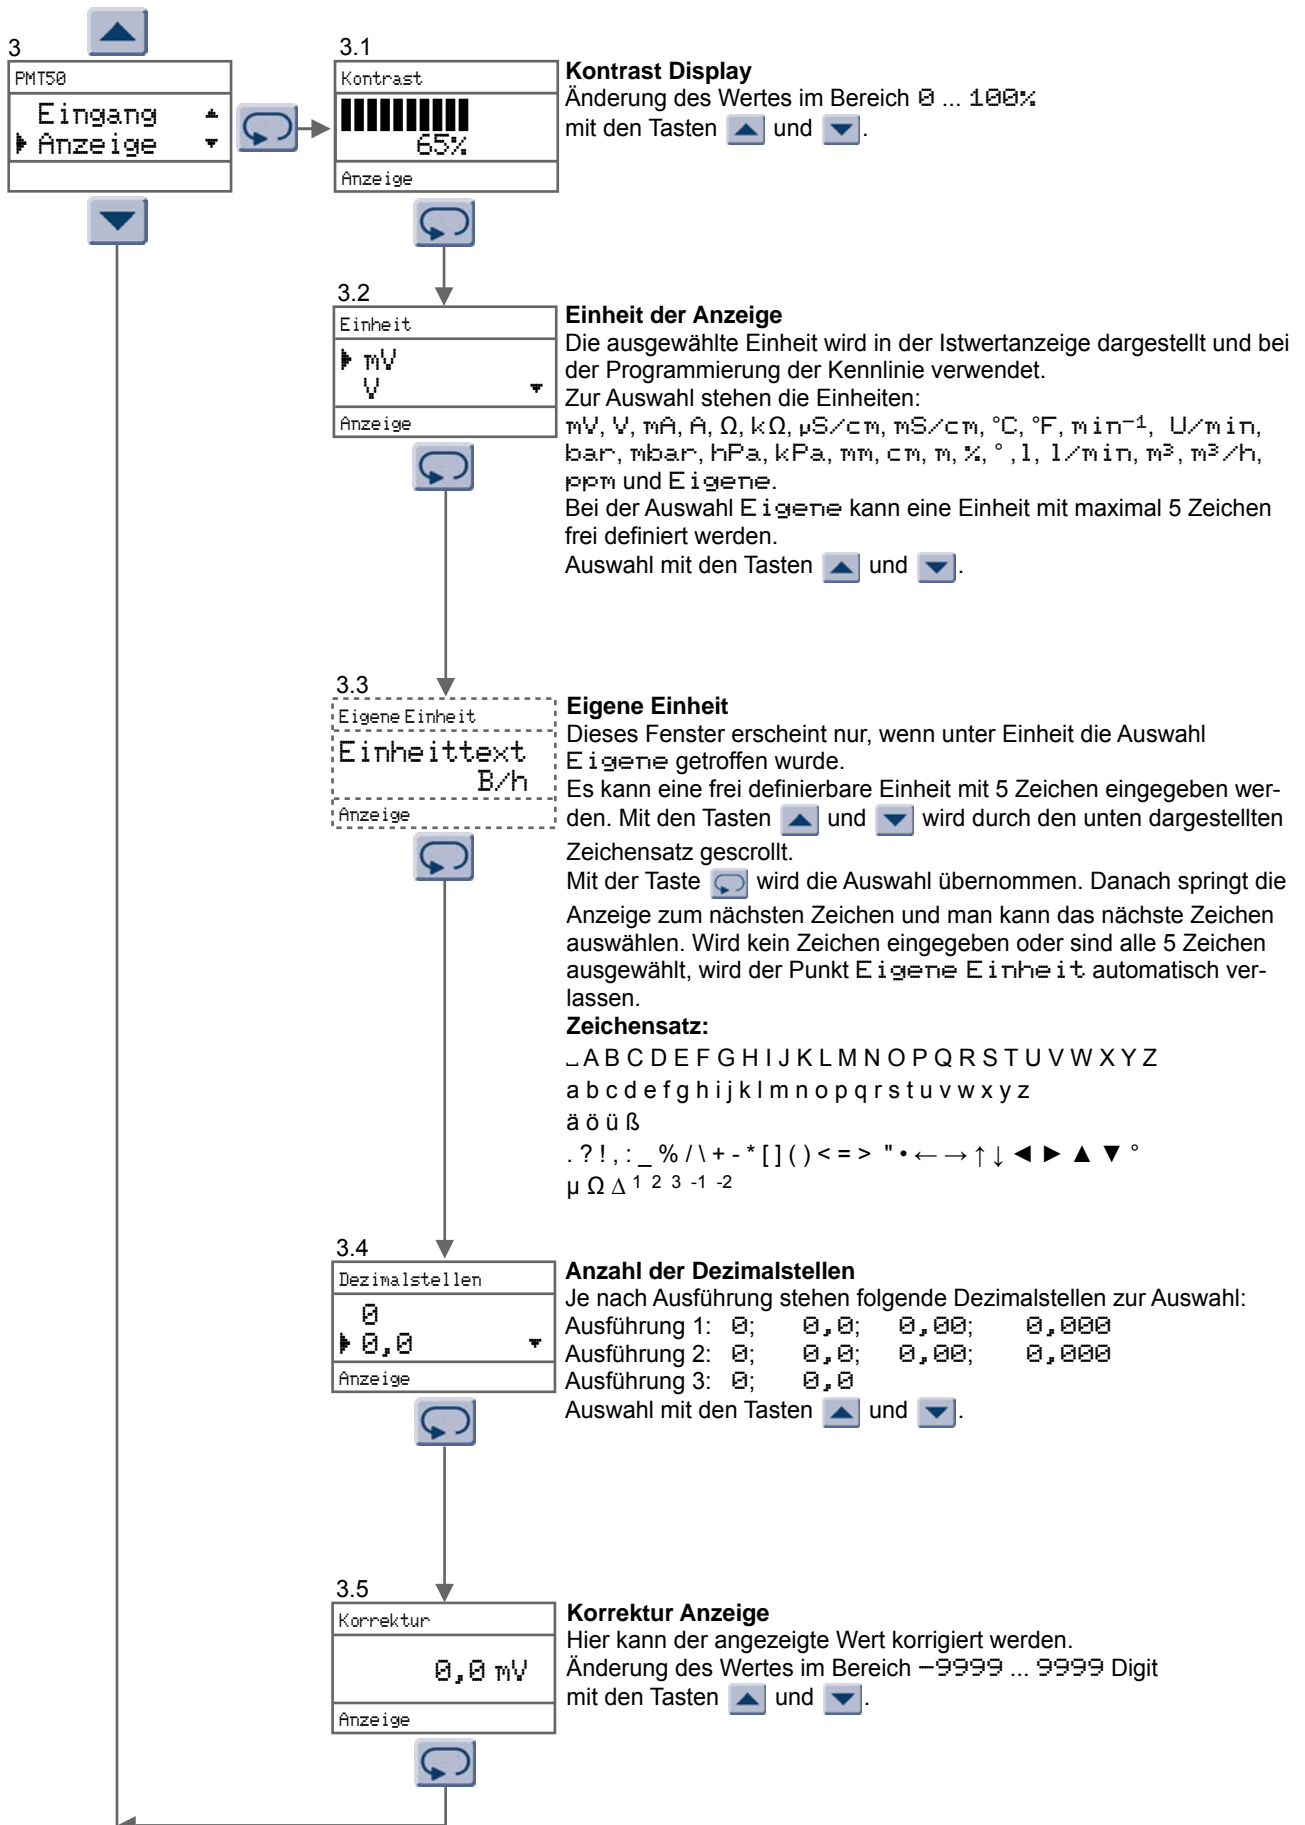 3
PMT50
Eingang
Anzeige
3.1
Kontrast
65%
Anzeige
Kontrast Display
Änderung des Wertes im Bereich 0 ... 100%
mit den Tasten und .
3.2
Einheit
mV
V
Anzeige
Einheit der Anzeige
Die ausgewählte Einheit wird in der Istwertanzeige dargestellt und bei
der Programmierung der Kennlinie verwendet.
Zur Auswahl stehen die Einheiten:
mV, V, mA, A, Ω, kΩ, µS/cm, mS/cm, °C, °F, min⁻¹, U/min,
bar, mbar, hPa, kPa, mm, cm, m, %, °, l, l/min, m³, m³/h,
ppm und Eigene.
Bei der Auswahl Eigene kann eine Einheit mit maximal 5 Zeichen
frei definiert werden.
Auswahl mit den Tasten und .
3.3
Eigene Einheit
Einheittext
B/h
Anzeige
Eigene Einheit
Dieses Fenster erscheint nur, wenn unter Einheit die Auswahl
Eigene getroffen wurde.
Es kann eine frei definierbare Einheit mit 5 Zeichen eingegeben wer-
den. Mit den Tasten und wird durch den unten dargestellten
Zeichensatz gescrollt.
Mit der Taste wird die Auswahl übernommen. Danach springt die
Anzeige zum nächsten Zeichen und man kann das nächste Zeichen
auswählen. Wird kein Zeichen eingegeben oder sind alle 5 Zeichen
ausgewählt, wird der Punkt Eigene Einheit automatisch ver-
lassen.
Zeichensatz:
⎵ A B C D E F G H I J K L M N O P Q R S T U V W X Y Z
a b c d e f g h i j k l m n o p q r s t u v w x y z
ä ö ü ß
. ? ! , : _ % / \ + - * [ ] ( ) < = > " • ← → ↑ ↓ ◄ ► ▲ ▼ °
µ Ω Δ ¹ ² ³ ⁻¹ ⁻²
3.4
Dezimalstellen
0
0,0
Anzeige
Anzahl der Dezimalstellen
Je nach Ausführung stehen folgende Dezimalstellen zur Auswahl:
Ausführung 1: 0; 0,0; 0,00; 0,000
Ausführung 2: 0; 0,0; 0,00; 0,000
Ausführung 3: 0; 0,0
Auswahl mit den Tasten und .
3.5
Korrektur
0,0 mV
Anzeige
Korrektur Anzeige
Hier kann der angezeigte Wert korrigiert werden.
Änderung des Wertes im Bereich −9999 ... 9999 Digit
mit den Tasten und .